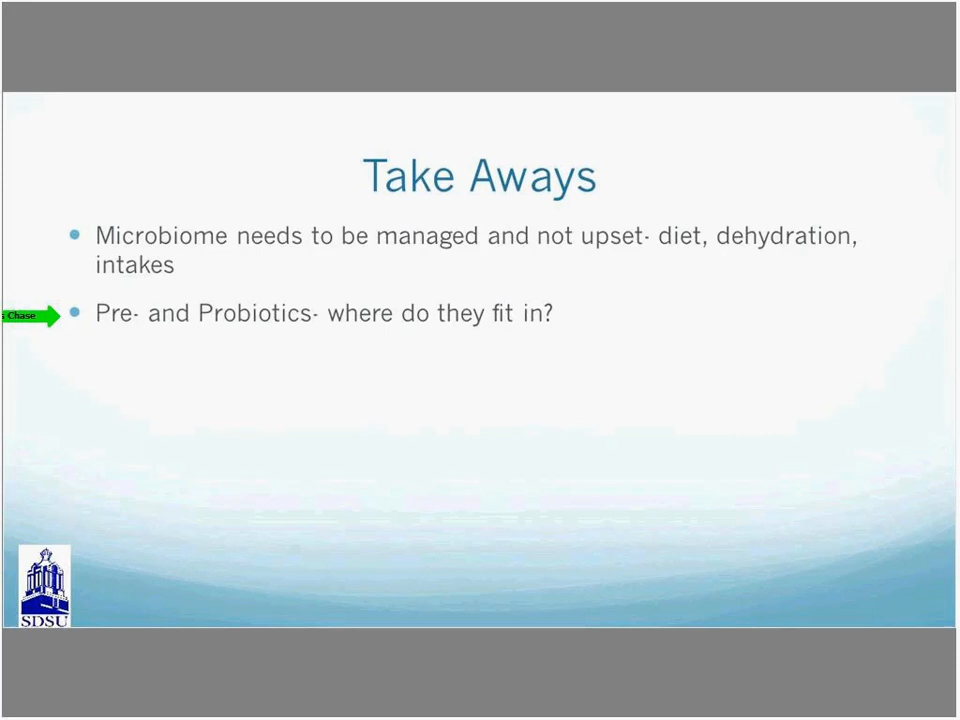 Take Aways
Microbiome needs to be managed and not upset- diet, dehydration,
intakes
s Chase
Pre- and Probiotics- where do they fit in?
SDSU